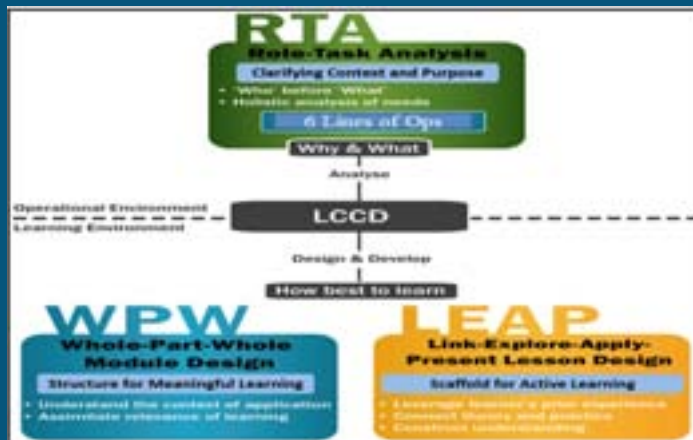 RTA
Role-Task Analysis
Clarifying Context and Purpose
• 'Who' before 'What'
• Holistic analysis of needs
6 Lines of Ops
Why & What
Analyse
Operational Environment
LCCD
Learning Environment
Design & Develop
How best to learn
WPW
Whole-Part-Whole
Module Design
Structure for Meaningful Learning
• Understand the context of application
• Assimilate relevance of learning
LEAP
Link-Explore-Apply-
Present Lesson Design
Scaffold for Active Learning
• Leverage learner's prior experience
• Connect theory and practice
• Construct understanding